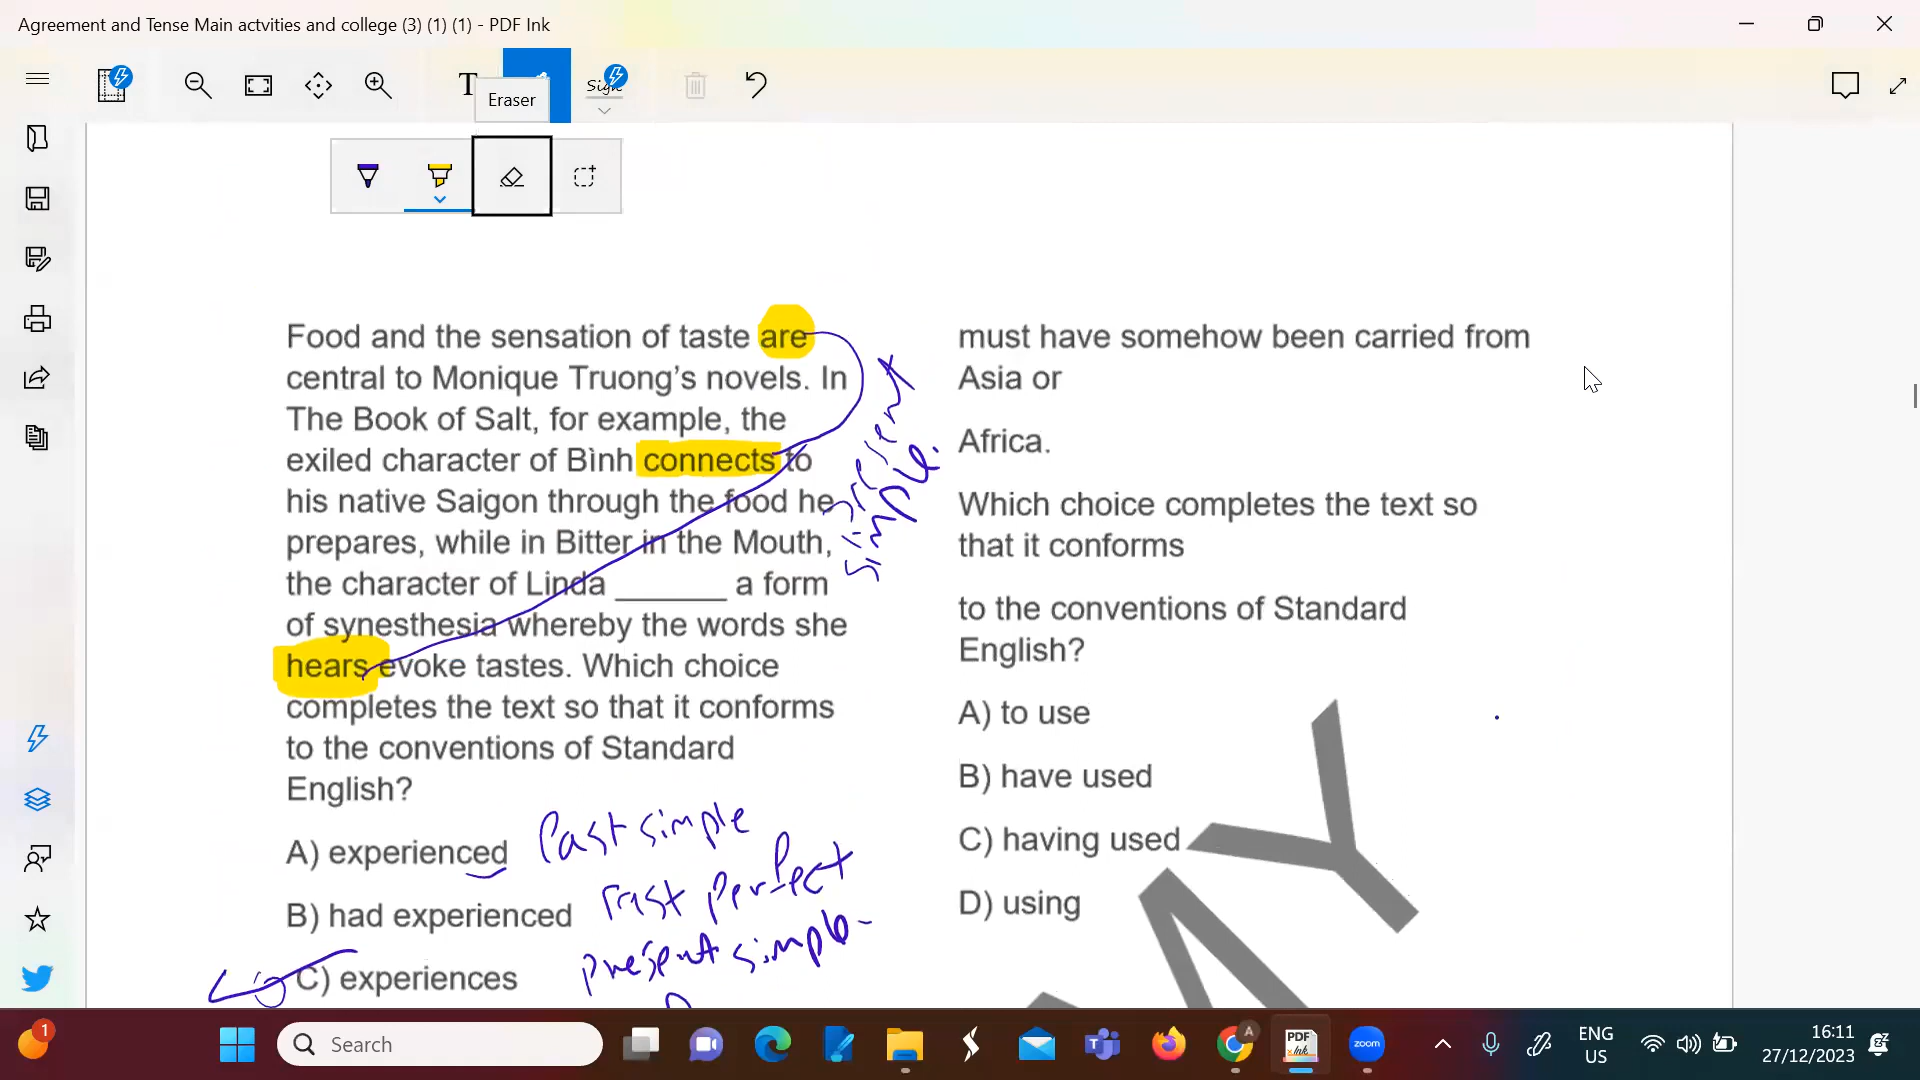 Agreement and Tense Main actvities and college (3) (1) (1) - PDF Ink
T
Sign
Eraser
Food and the sensation of taste are
central to Monique Truong's novels. In
The Book of Salt, for example, the
exiled character of Bình connects to
his native Saigon through the food he
prepares, while in Bitter in the Mouth,
the character of Linda _______ a form
of synesthesia whereby the words she
hears evoke tastes. Which choice
completes the text so that it conforms
to the conventions of Standard
English?
A) experienced
Past simple
B) had experienced
Past perfect
C) experiences
present simple
present
simple.
must have somehow been carried from
Asia or
Africa.
Which choice completes the text so
that it conforms
to the conventions of Standard
English?
A) to use
B) have used
C) having used
D) using
MY
1
Search
A
PDF
Ink
zoom
ENG
US
16:11
27/12/2023